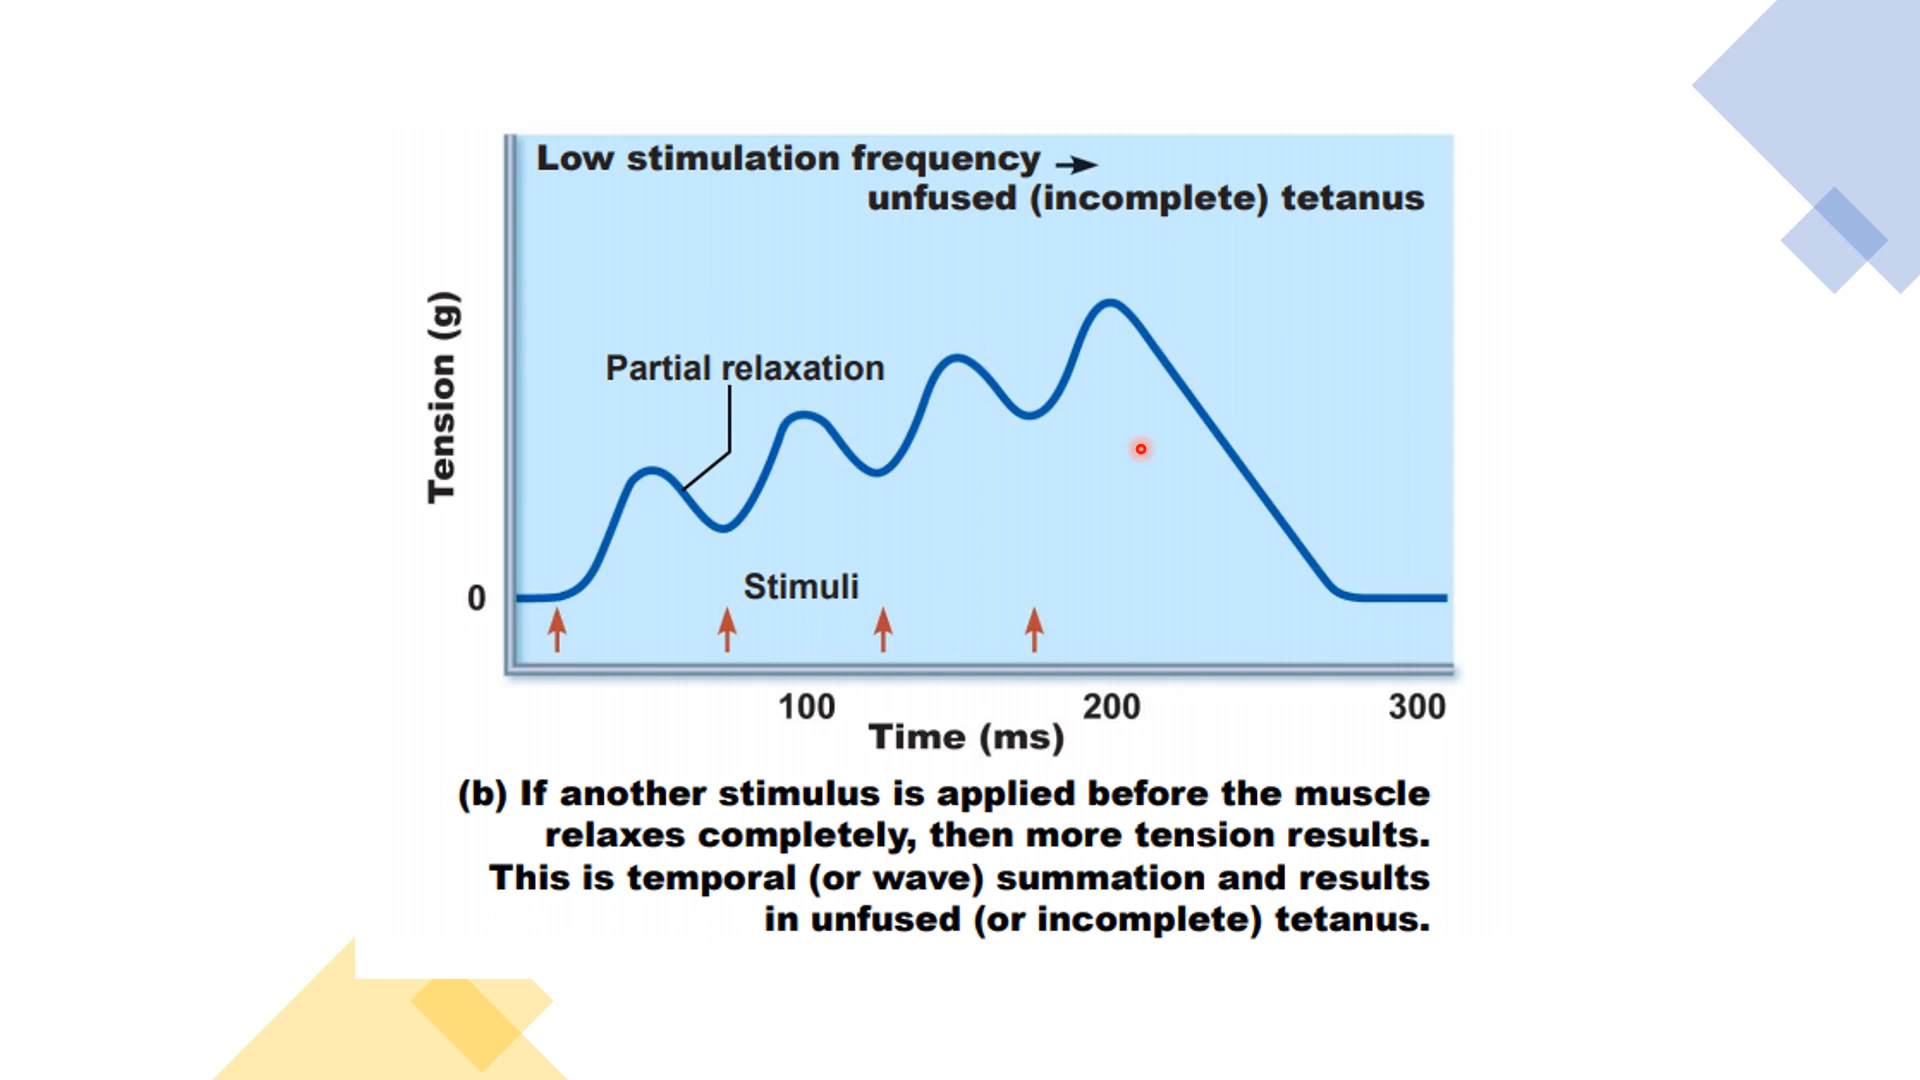 Low stimulation frequency →
unfused (incomplete) tetanus
Tension (g)
Partial relaxation
Stimuli
0
100
200
300
Time (ms)
(b) If another stimulus is applied before the muscle
relaxes completely, then more tension results.
This is temporal (or wave) summation and results
in unfused (or incomplete) tetanus.